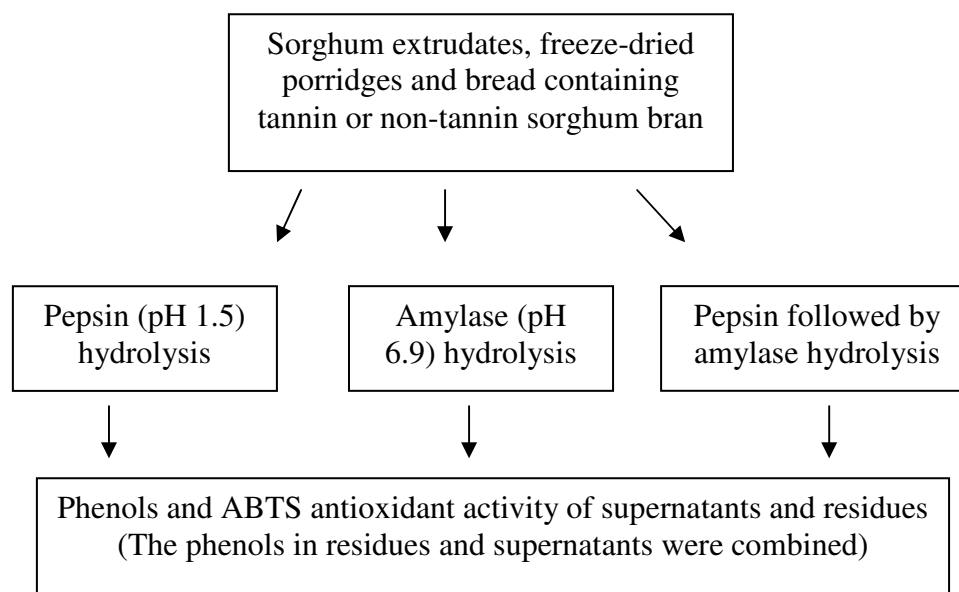 Sorghum extrudates, freeze-dried
porridges and bread containing
tannin or non-tannin sorghum bran
Pepsin (pH 1.5)
hydrolysis
Amylase (pH
6.9) hydrolysis
Pepsin followed by
amylase hydrolysis
Phenols and ABTS antioxidant activity of supernatants and residues
(The phenols in residues and supernatants were combined)